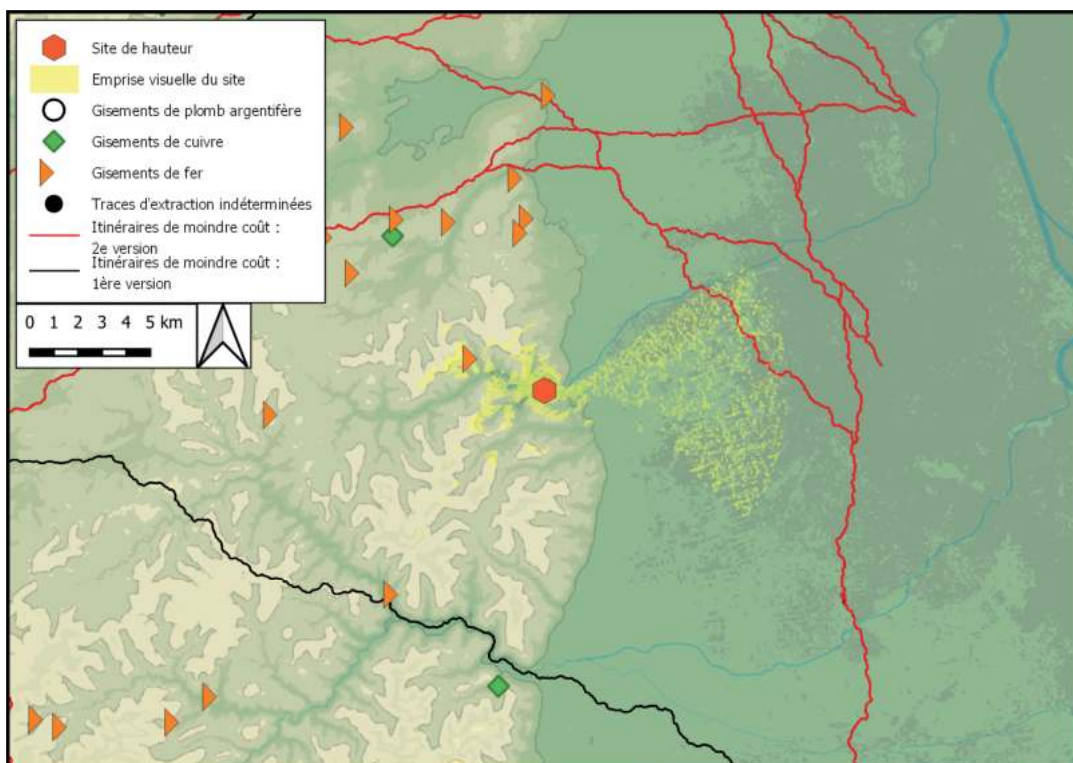 Site de hauteur
Emprise visuelle du site
Gisements de plomb argentifère
Gisements de cuivre
Gisements de fer
Traces d'extraction indéterminées
Itinéraires de moindre coût :
2e version
Itinéraires de moindre coût :
1ère version
0 1 2 3 4 5 km